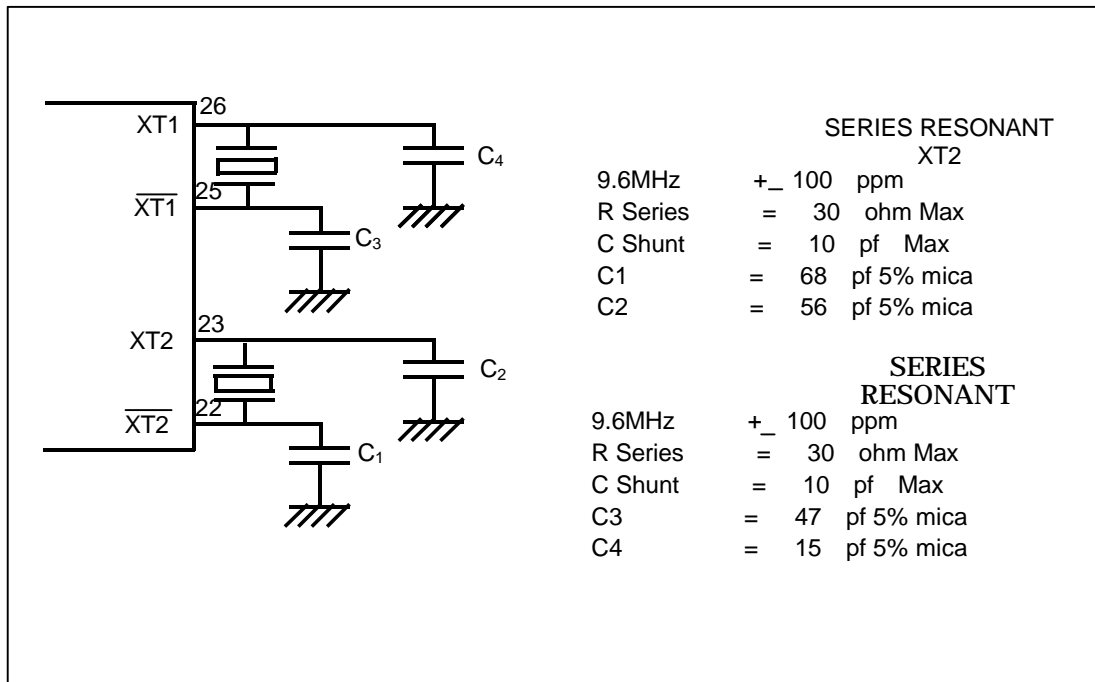 26
XT1
C4
25
XT1
C3
23
XT2
C2
22
XT2
C1
SERIES RESONANT
XT2
9.6MHz +_ 100 ppm
R Series = 30 ohm Max
C Shunt = 10 pf Max
C1 = 68 pf 5% mica
C2 = 56 pf 5% mica
SERIES
RESONANT
9.6MHz +_ 100 ppm
R Series = 30 ohm Max
C Shunt = 10 pf Max
C3 = 47 pf 5% mica
C4 = 15 pf 5% mica